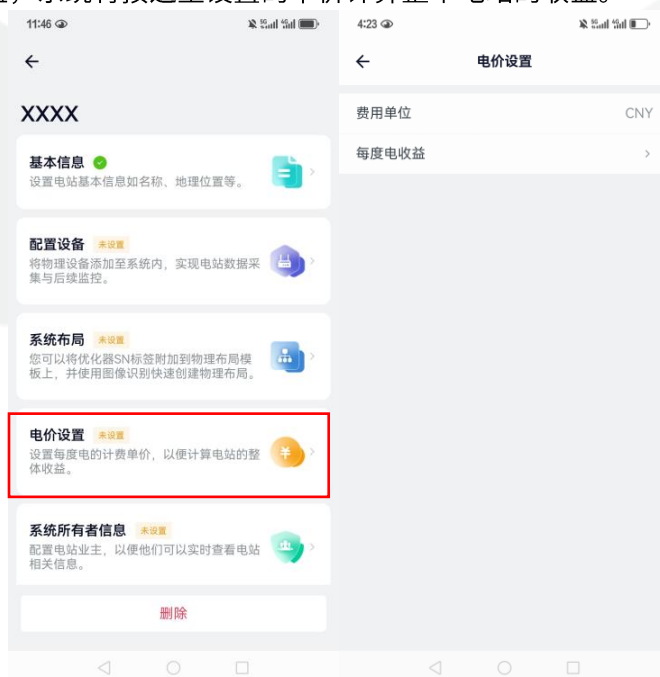 11:46
XXXX
基本信息
设置电站基本信息如名称、地理位置等。
配置设备 未设置
将物理设备添加至系统内，实现电站数据采
集与后续监控。
系统布局 未设置
您可以将优化器SN标签附加到物理布局模
板上，并使用图像识别快速创建物理布局。
电价设置 未设置
设置每度电的计费单价，以便计算电站的整
体收益。
系统所有者信息 未设置
配置电站业主，以便他们可以实时查看电站
相关信息。
删除
4:23
电价设置
费用单位 CNY
每度电收益